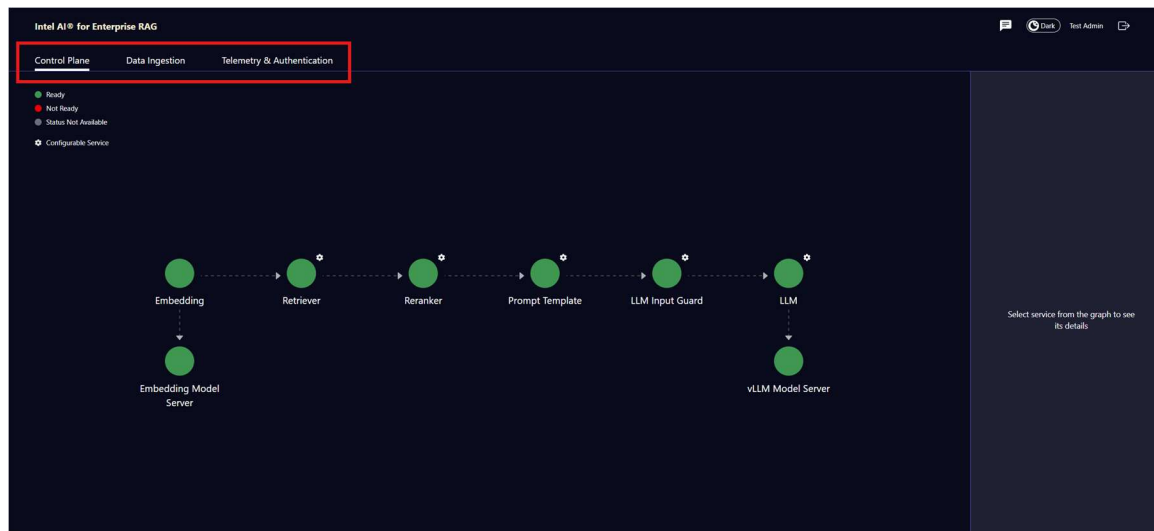 Intel AI® for Enterprise RAG
Dark
Test Admin
Control Plane
Data Ingestion
Telemetry & Authentication
Ready
Not Ready
Status Not Available
Configurable Service
Embedding
Retriever
Reranker
Prompt Template
LLM Input Guard
LLM
Embedding Model
Server
vLLM Model Server
Select service from the graph to see
its details